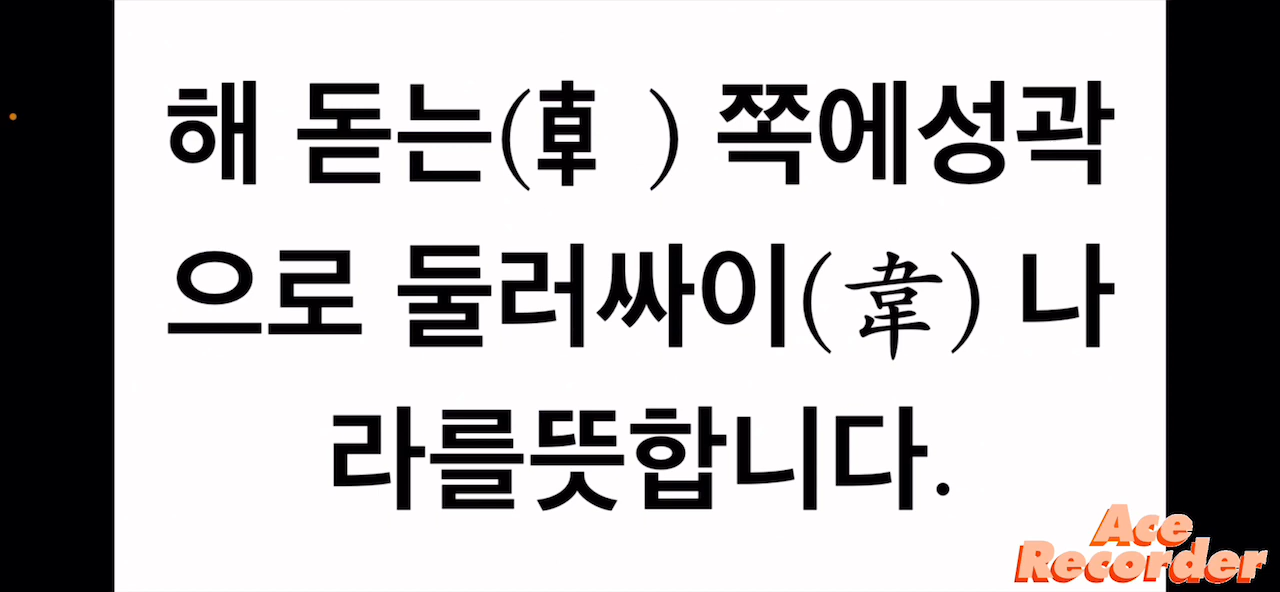 해 돋는(𠦝 ) 쪽에성곽
으로 둘러싸이(韋) 나
라를뜻합니다.
Ace
Recorder